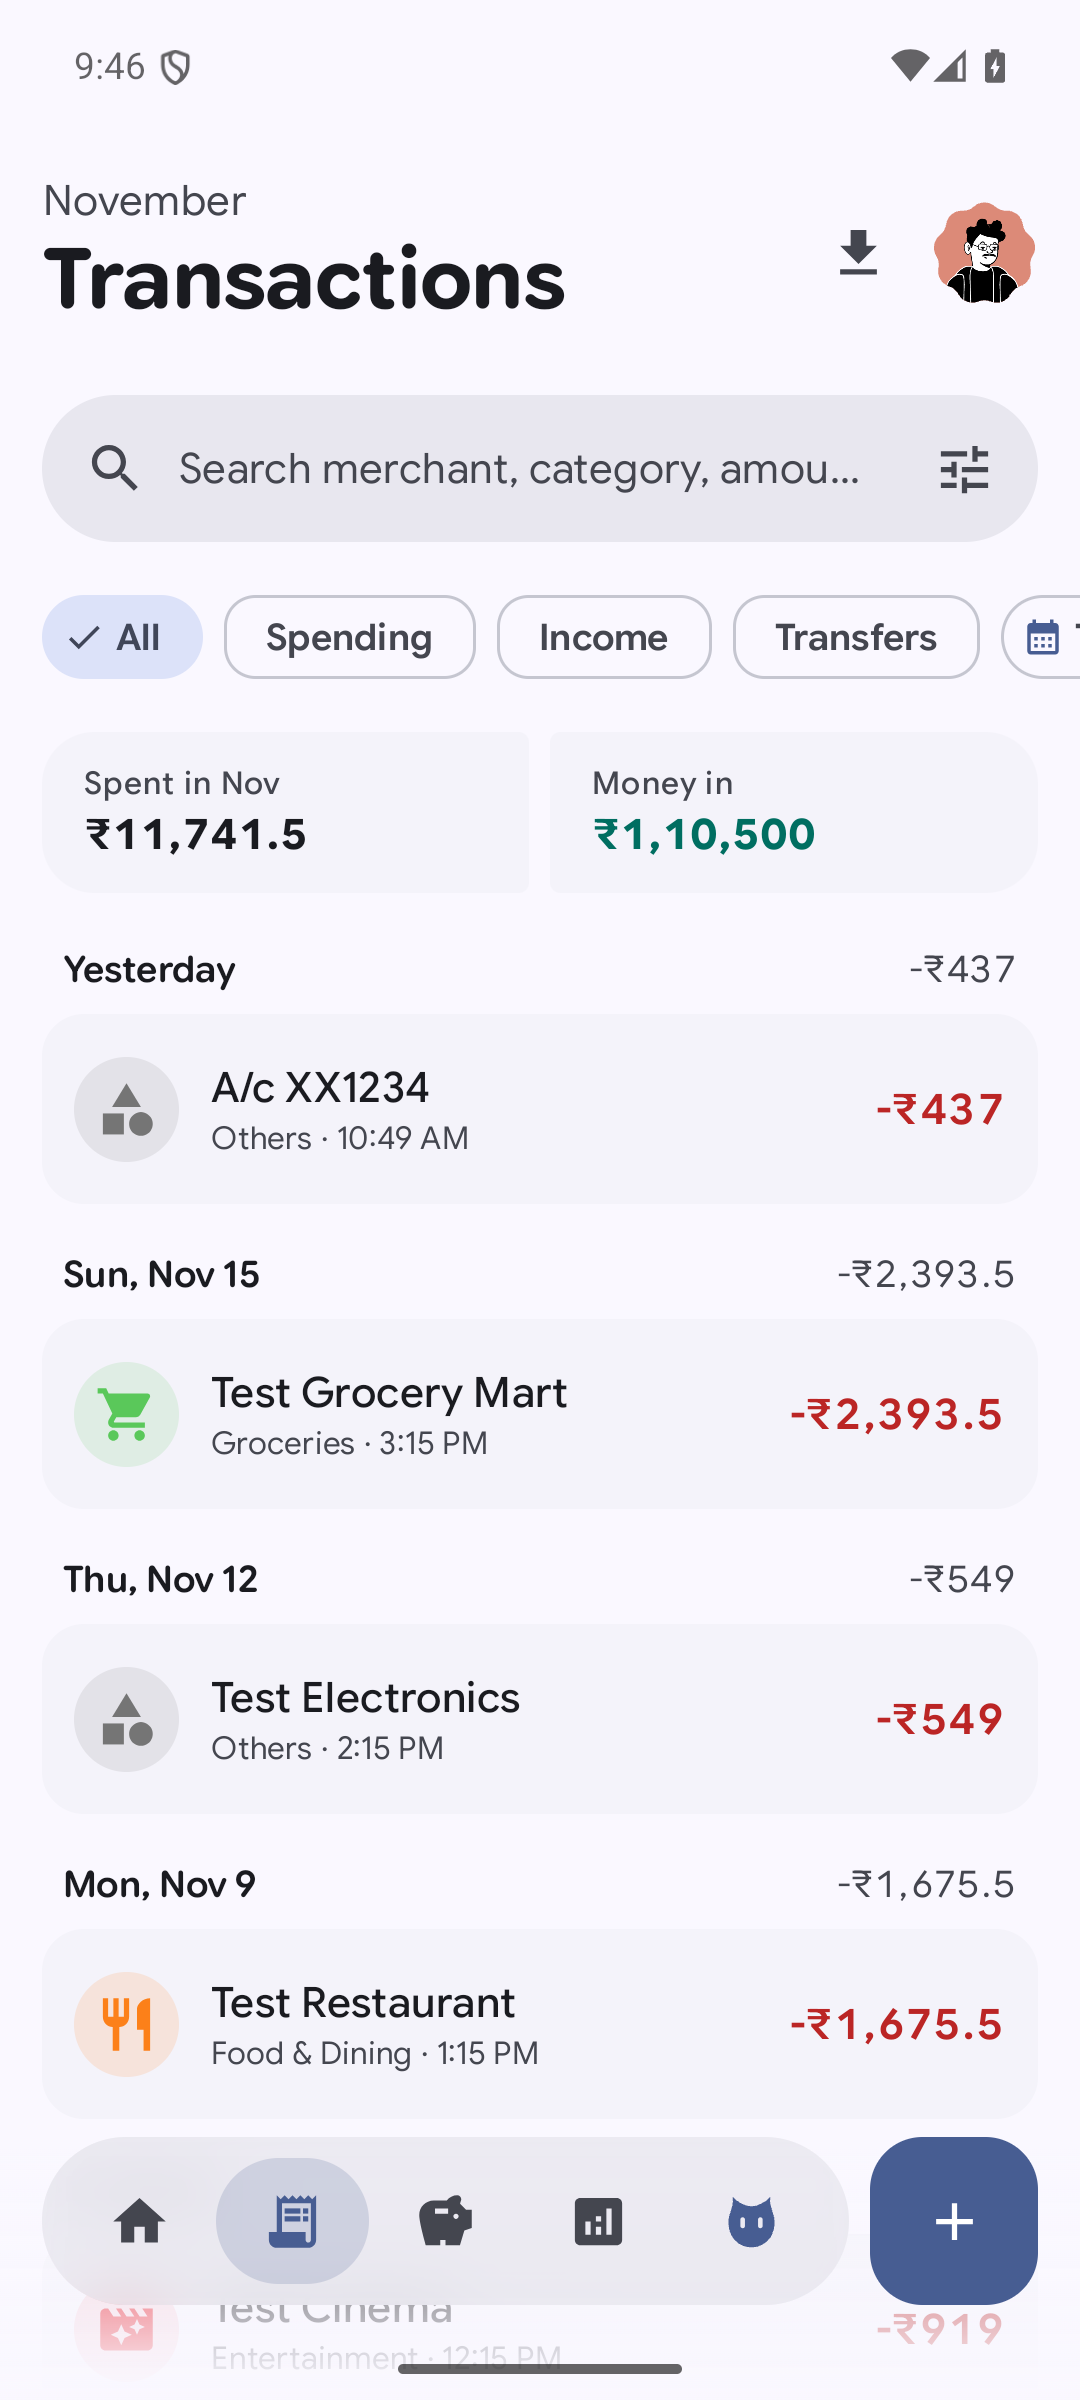 9:46
November
Transactions
Search merchant, category, amou...
All
Spending
Income
Transfers
Spent in Nov
₹11,741.5
Money in
₹1,10,500
Yesterday
-₹437
A/c XX1234
Others · 10:49 AM
-₹437
Sun, Nov 15
-₹2,393.5
Test Grocery Mart
Groceries · 3:15 PM
-₹2,393.5
Thu, Nov 12
-₹549
Test Electronics
Others · 2:15 PM
-₹549
Mon, Nov 9
-₹1,675.5
Test Restaurant
Food & Dining · 1:15 PM
-₹1,675.5
Test Cinema
Entertainment · 12:15 PM
-₹919